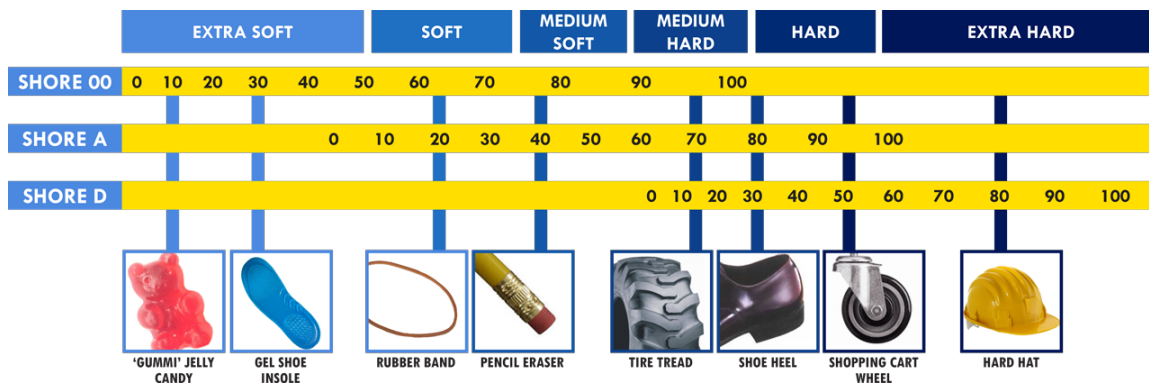 EXTRA SOFT SOFT MEDIUM SOFT MEDIUM HARD HARD EXTRA HARD
SHORE 00 0 10 20 30 40 50 60 70 80 90 100
SHORE A 0 10 20 30 40 50 60 70 80 90 100
SHORE D 0 10 20 30 40 50 60 70 80 90 100
‘GUMMI’ JELLY CANDY GEL SHOE INSOLE RUBBER BAND PENCIL ERASER TIRE TREAD SHOE HEEL SHOPPING CART WHEEL HARD HAT